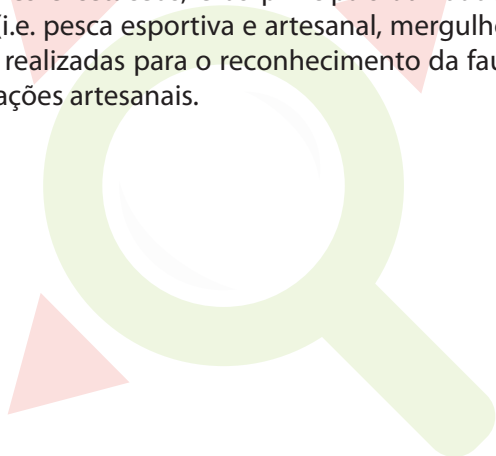 (i.e. pesca esportiva e artesanal, mergulho
realizadas para o reconhecimento da fau
ações artesanais.